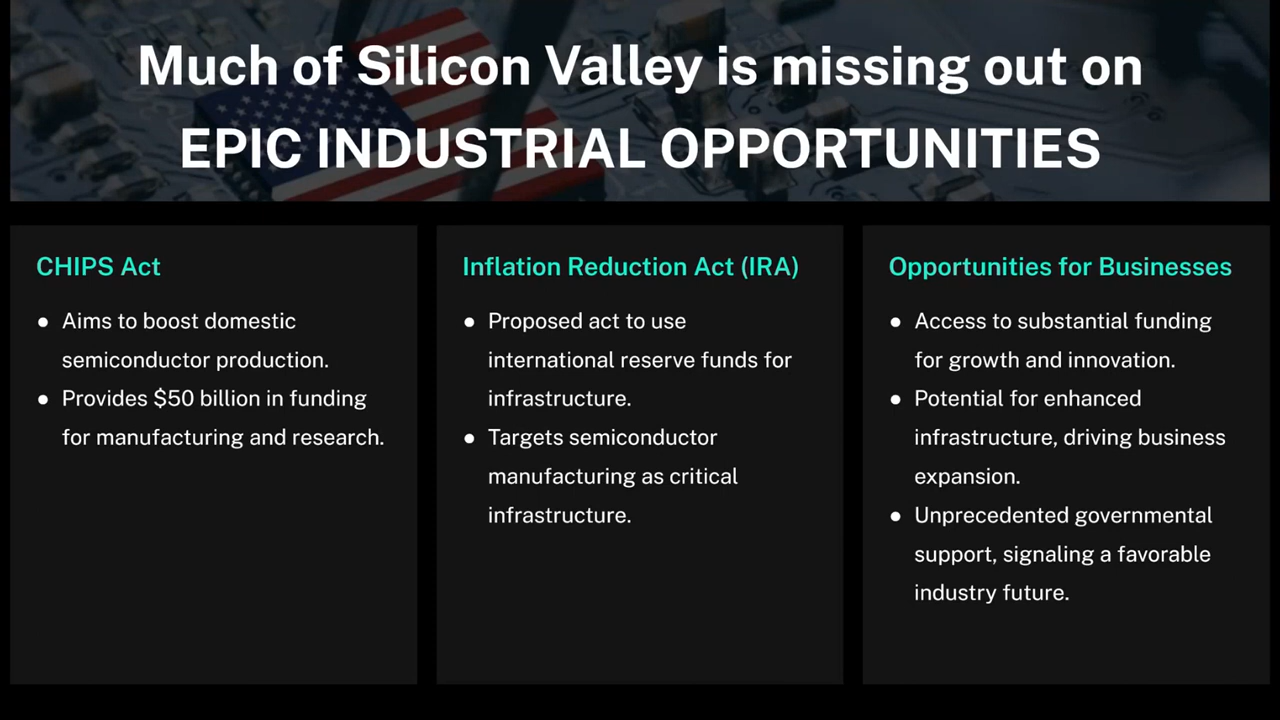 Much of Silicon Valley is missing out on
EPIC INDUSTRIAL OPPORTUNITIES
CHIPS Act
● Aims to boost domestic
semiconductor production.
● Provides $50 billion in funding
for manufacturing and research.
Inflation Reduction Act (IRA)
● Proposed act to use
international reserve funds for
infrastructure.
● Targets semiconductor
manufacturing as critical
infrastructure.
Opportunities for Businesses
● Access to substantial funding
for growth and innovation.
● Potential for enhanced
infrastructure, driving business
expansion.
● Unprecedented governmental
support, signaling a favorable
industry future.